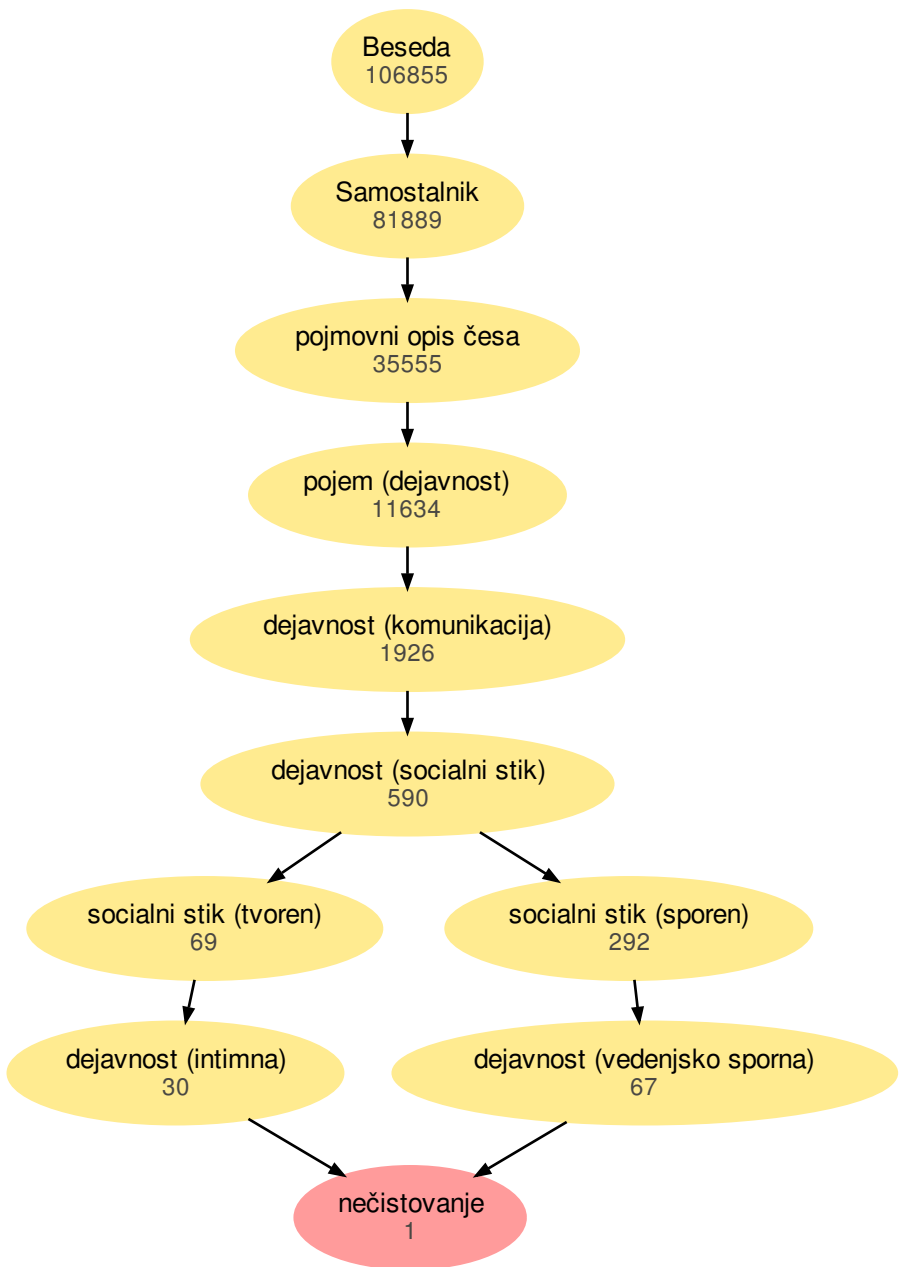 Beseda
106855
Samostalnik
81889
pojmovni opis česa
35555
pojem (dejavnost)
11634
dejavnost (komunikacija)
1926
dejavnost (socialni stik)
590
socialni stik (tvoren)
69
socialni stik (sporen)
292
dejavnost (intimna)
30
dejavnost (vedenjsko sporna)
67
nečistovanje
1